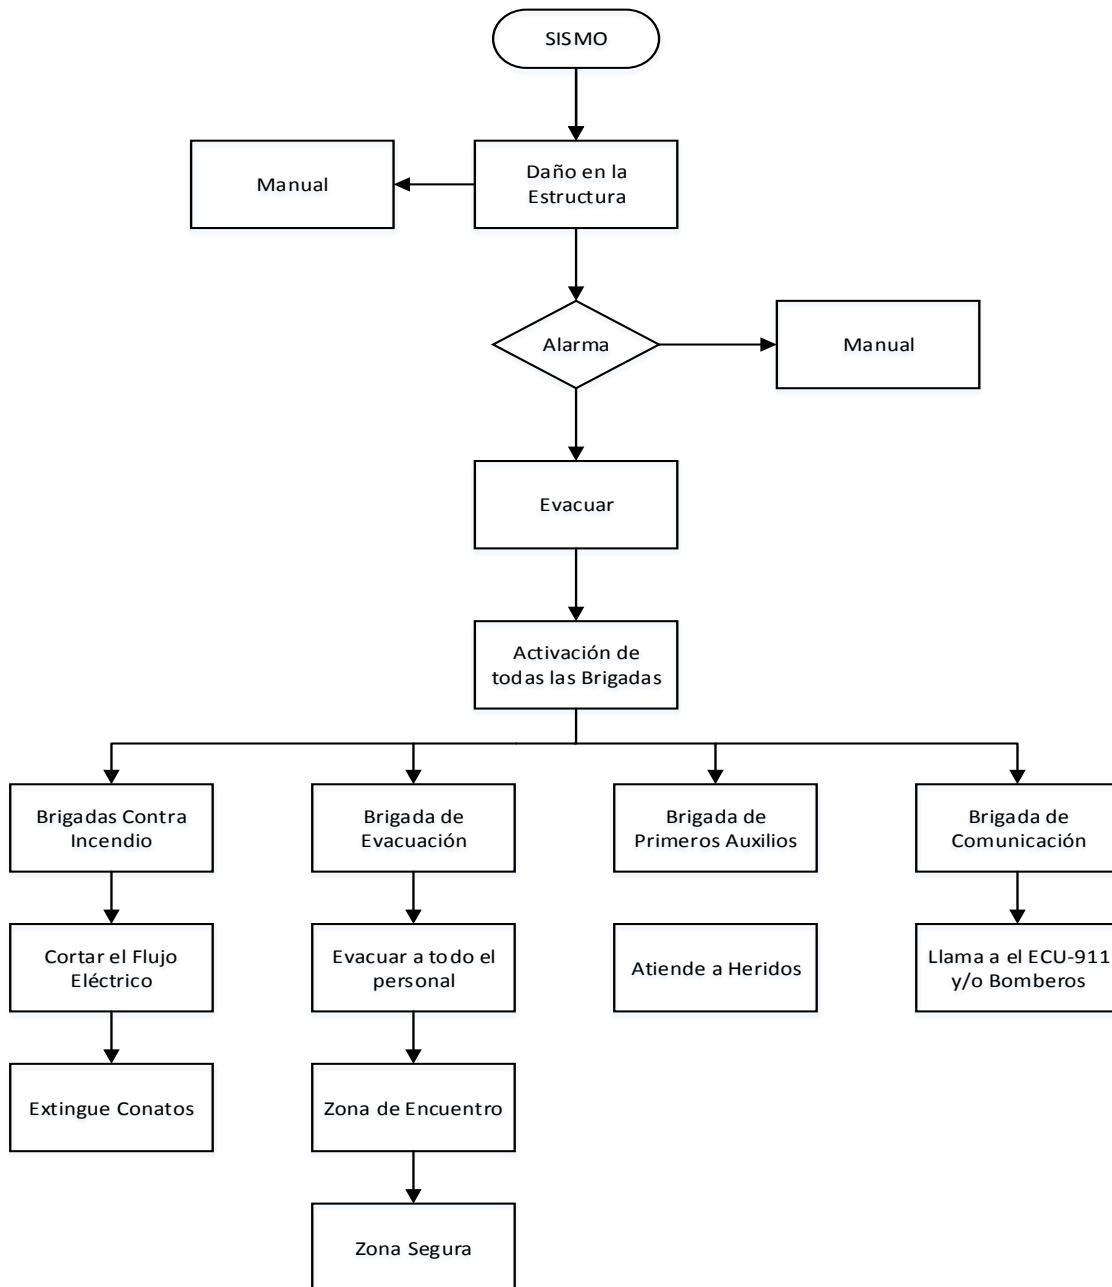 SISMO
Manual
Daño en la
Estructura
Alarma
Manual
Evacuar
Activación de
todas las Brigadas
Brigadas Contra
Incendio
Brigada de
Evacuación
Brigada de
Primeros Auxilios
Brigada de
Comunicación
Cortar el Flujo
Eléctrico
Evacuar a todo el
personal
Atiende a Heridos
Llama a el ECU-911
y/o Bomberos
Extingue Conatos
Zona de Encuentro
Zona Segura